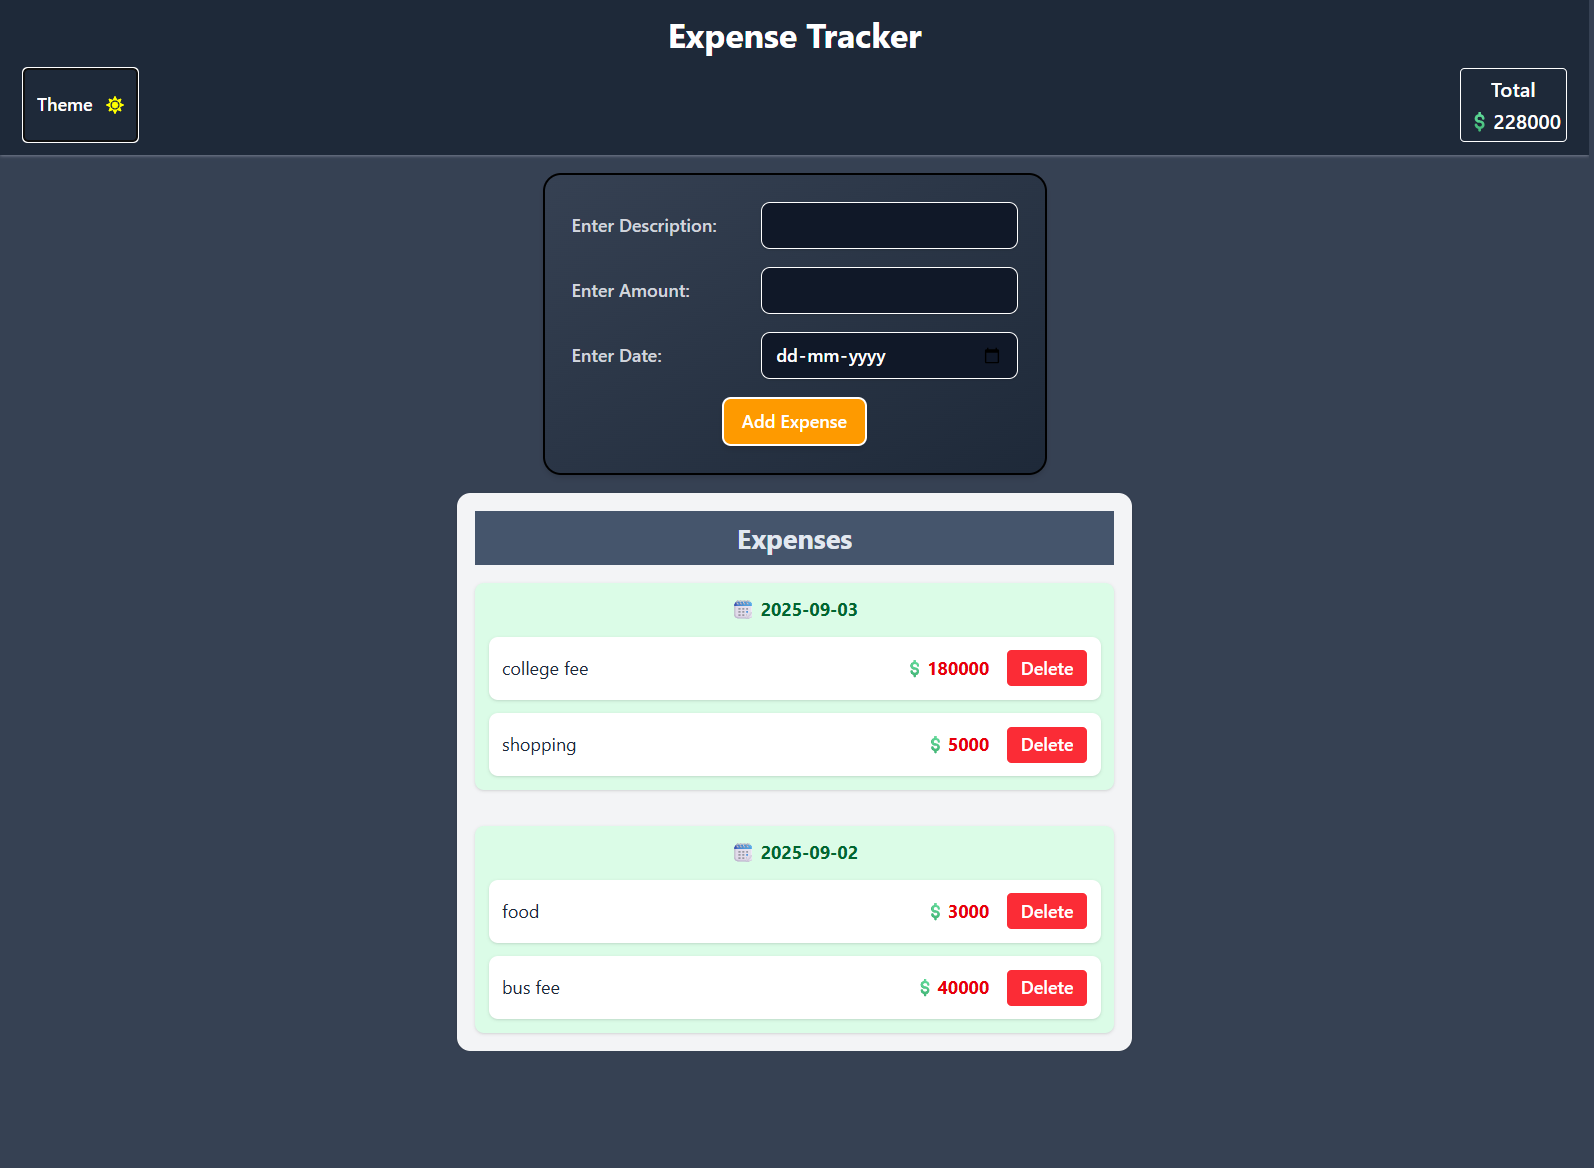 Expense Tracker
Theme
Total
$ 228000
Enter Description:
Enter Amount:
Enter Date:
dd-mm-yyyy
Add Expense
Expenses
2025-09-03
college fee $ 180000 Delete
shopping $ 5000 Delete
2025-09-02
food $ 3000 Delete
bus fee $ 40000 Delete